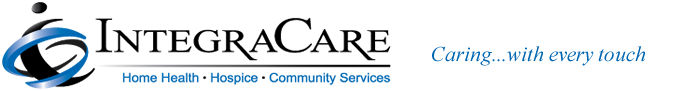 INTEGRACARE
Home Health • Hospice • Community Services
Caring...with every touch